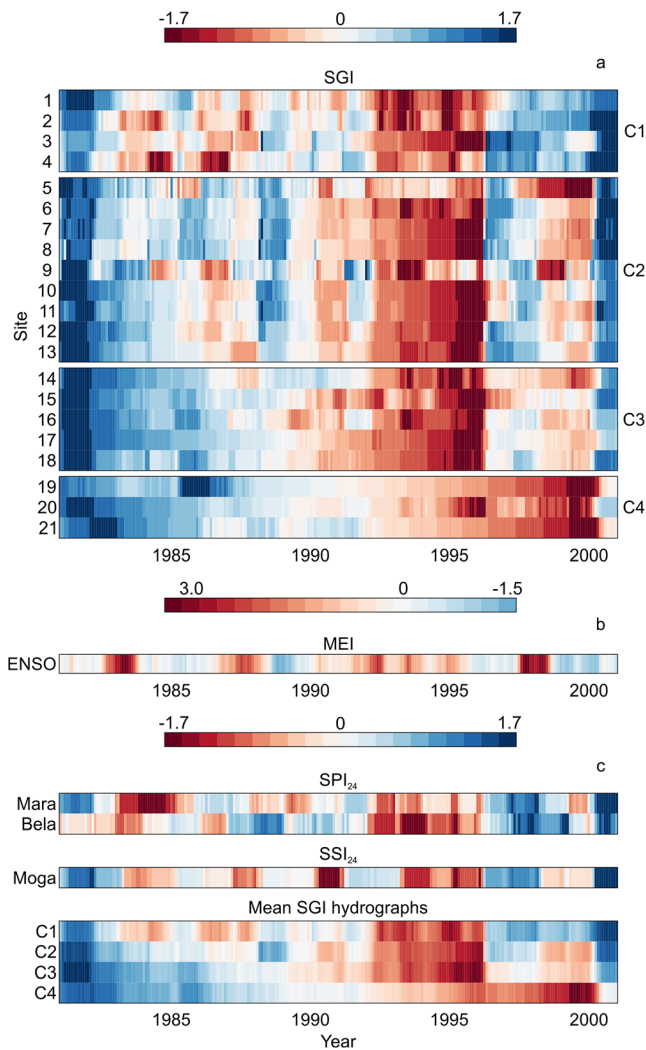 -1.7 0 1.7
a
SGI
1
2
3
4
C1
5
6
7
8
9
10
11
12
13
C2
Site
14
15
16
17
18
C3
19
20
21
C4
1985 1990 1995 2000
3.0 0 -1.5
b
MEI
ENSO
1985 1990 1995 2000
-1.7 0 1.7
c
SPI24
Mara
Bela
SSI24
Moga
Mean SGI hydrographs
C1
C2
C3
C4
1985 1990 1995 2000
Year